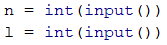 n = int(input())
l = int(input())